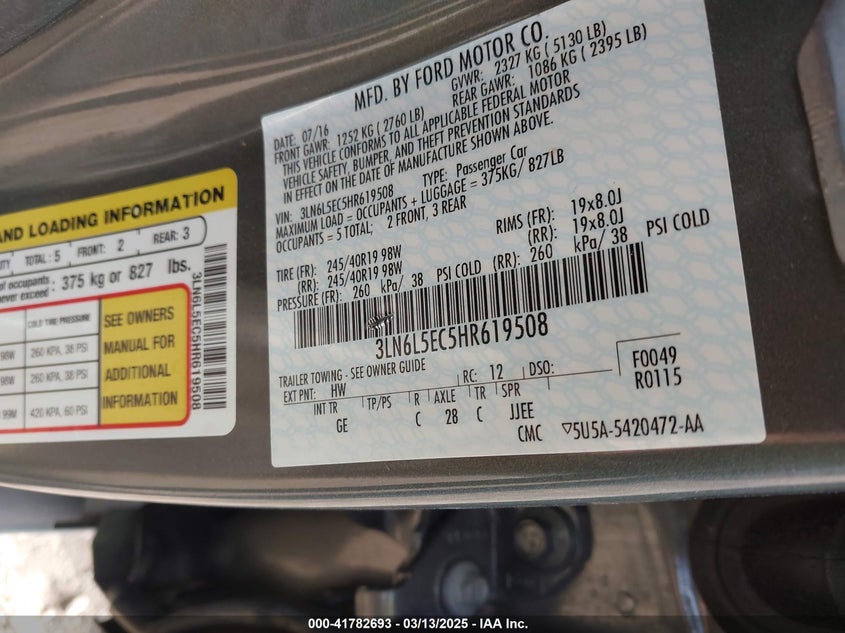 AND LOADING INFORMATION
TOTAL: 5 FRONT: 2 REAR: 3
of occupants
never exceed : 375 kg or 827 lbs.
COLD TIRE PRESSURE
98W 260 KPA, 38 PSI
98W 260 KPA, 38 PSI
99M 420 KPA, 60 PSI
SEE OWNERS
MANUAL FOR
ADDITIONAL
INFORMATION
3LN6L5EC5HR619508
MFD. BY FORD MOTOR CO.
DATE: 07/16 GVWR: 2327 KG ( 5130 LB)
FRONT GAWR: 1252 KG ( 2760 LB) REAR GAWR: 1086 KG ( 2395 LB)
THIS VEHICLE CONFORMS TO ALL APPLICABLE FEDERAL MOTOR
VEHICLE SAFETY, BUMPER, AND THEFT PREVENTION STANDARDS
IN EFFECT ON THE DATE OF MANUFACTURE SHOWN ABOVE.
VIN: 3LN6L5EC5HR619508 TYPE: Passenger Car
MAXIMUM LOAD = OCCUPANTS + LUGGAGE = 375KG/ 827LB
OCCUPANTS = 5 TOTAL; 2 FRONT, 3 REAR
TIRE (FR): 245/40R19 98W RIMS (FR): 19x8.0J
(RR): 245/40R19 98W (RR): 19x8.0J
PRESSURE (FR): 260 kPa/ 38 PSI COLD (RR): 260 kPa/ 38 PSI COLD
3LN6L5EC5HR619508
TRAILER TOWING - SEE OWNER GUIDE
EXT PNT: HW RC: 12 DSO: F0049
R0115
INT TR TP/PS R AXLE TR SPR
GE C 28 C JJEE
CMC ▽5U5A-5420472-AA
000-41782693 / 03/13/2025 - IAA Inc.